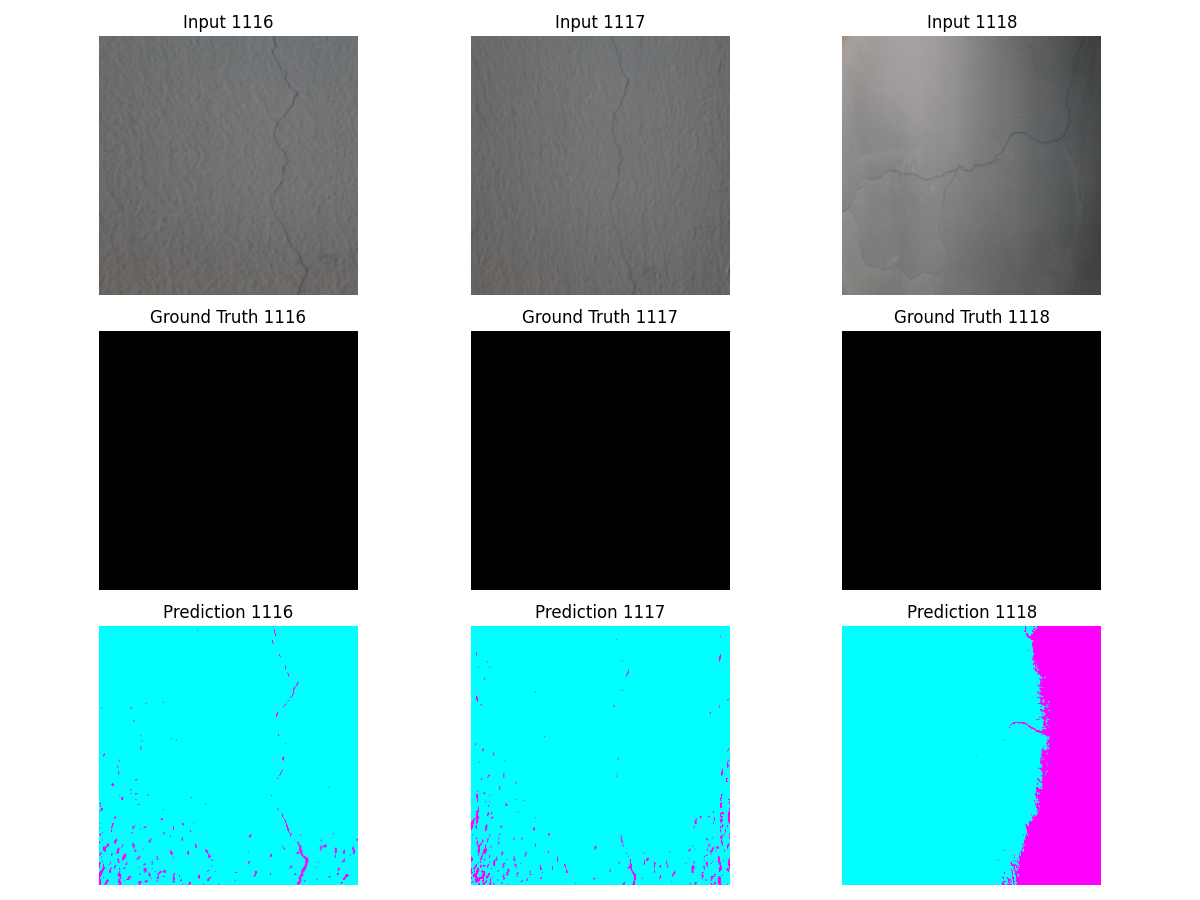 Input 1116
Input 1117
Input 1118
Ground Truth 1116
Ground Truth 1117
Ground Truth 1118
Prediction 1116
Prediction 1117
Prediction 1118